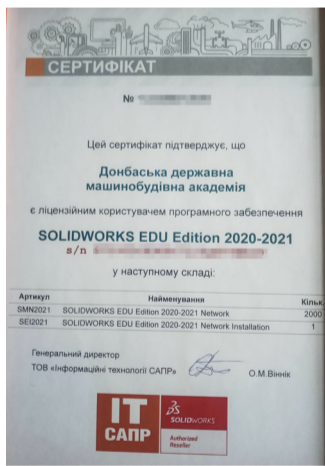 СЕРТИФІКАТ
№
Цей сертифікат підтверджує, що
Донбаська державна
машинобудівна академія
є ліцензійним користувачем програмного забезпечення
SOLIDWORKS EDU Edition 2020-2021
s/n
у наступному складі:
Артикул Найменування Кільк.
SMN2021 SOLIDWORKS EDU Edition 2020-2021 Network 2000
SEI2021 SOLIDWORKS EDU Edition 2020-2021 Network Installation 1
Генеральний директор
ТОВ «Інформаційні технології САПР» О.М.Віннік
ІТ
САПР
SOLIDWORKS
Authorized
Reseller